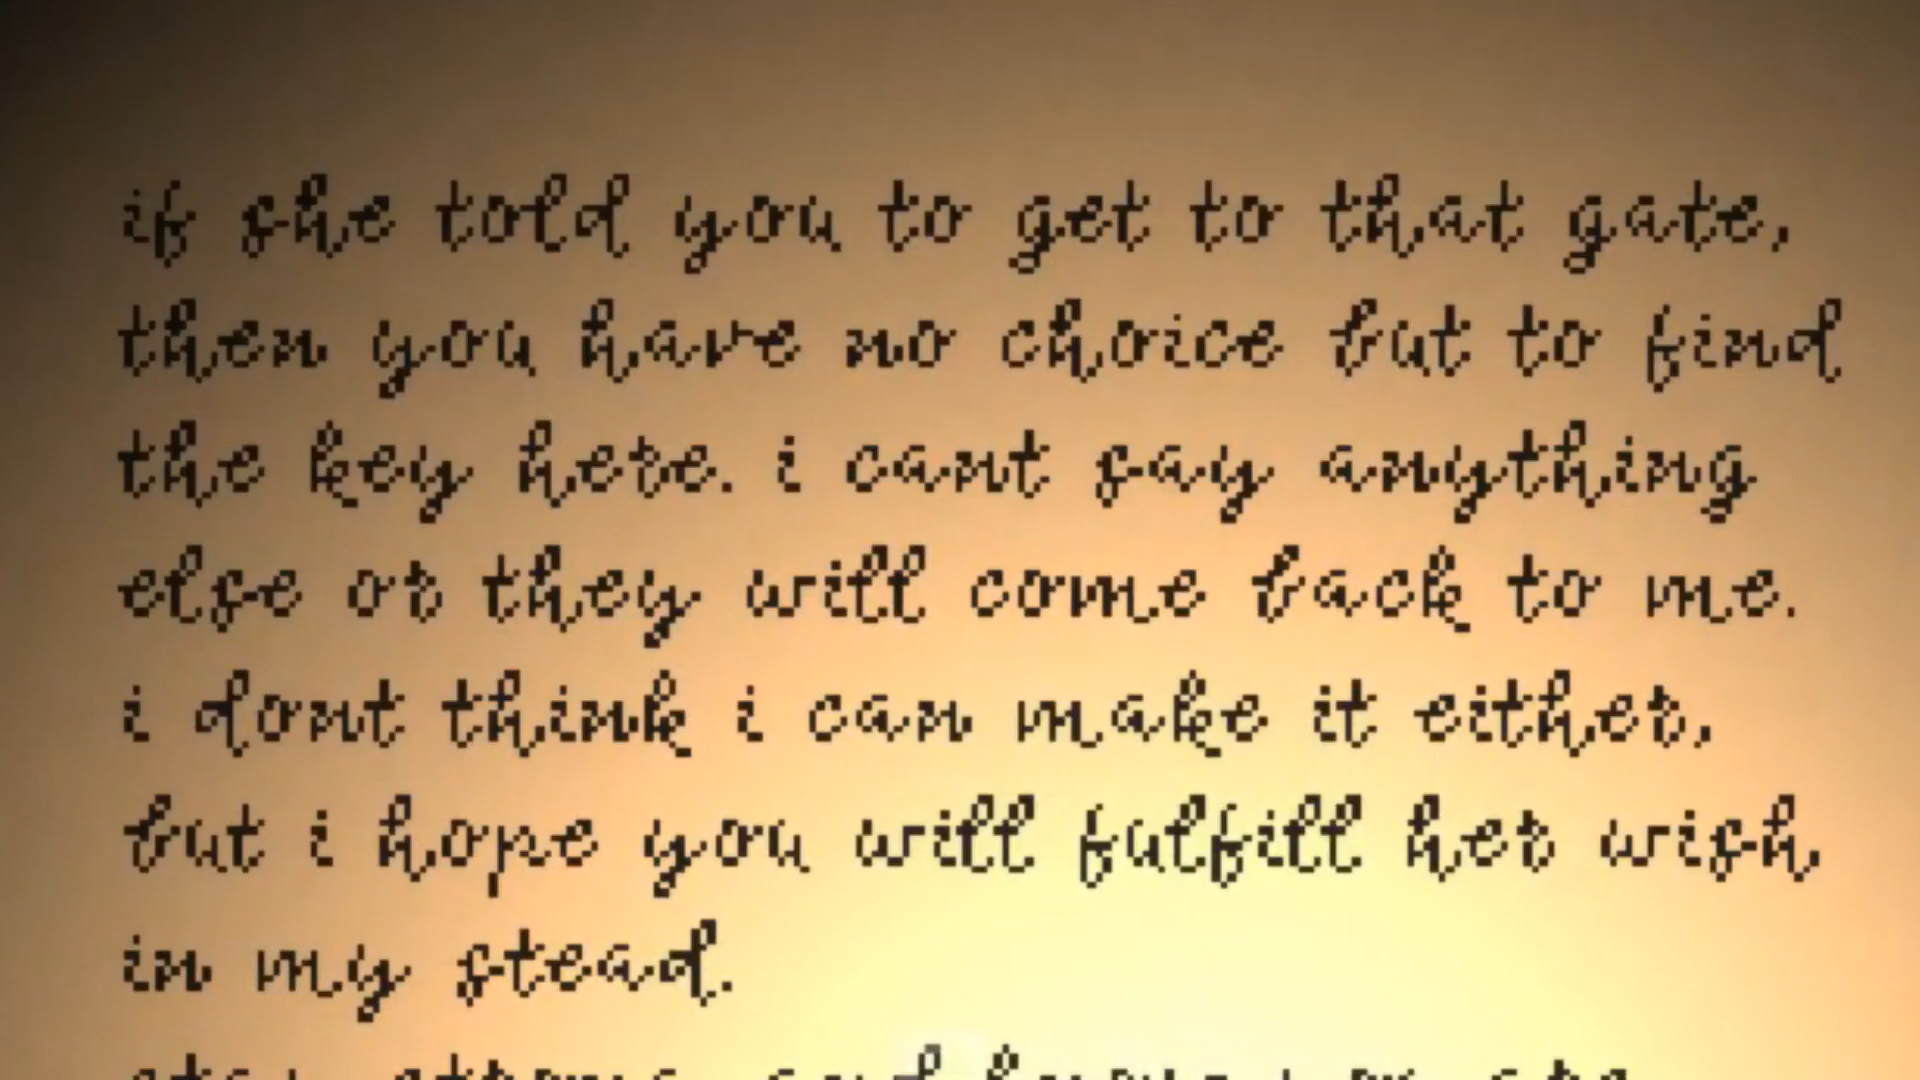 if she told you to get to that gate,
then you have no choice but to find
the key here. i cant say anything
else or they will come back to me.
i dont think i can make it either,
but i hope you will fulfill her wish
in my stead.